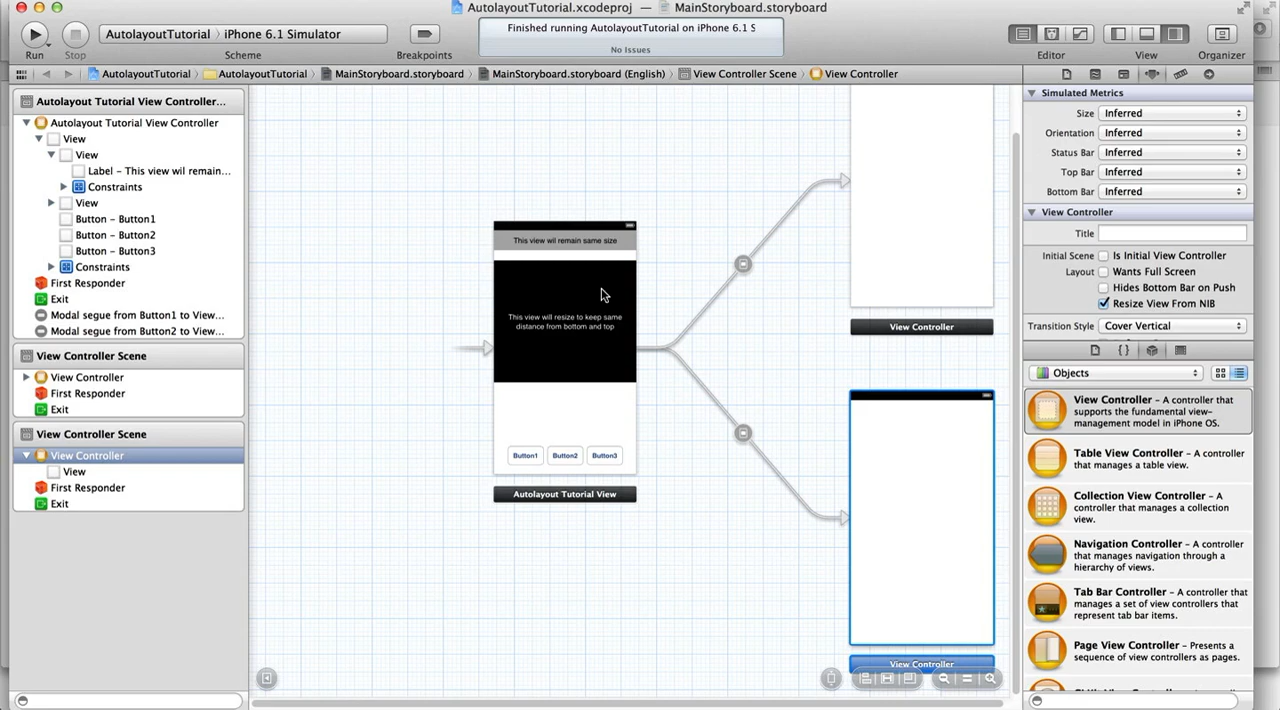 AutolayoutTutorial.xcodeproj — MainStoryboard.storyboard
AutolayoutTutorial > iPhone 6.1 Simulator
Finished running AutolayoutTutorial on iPhone 6.1 S
No Issues
Run
Stop
Scheme
Breakpoints
Editor
View
Organizer
AutolayoutTutorial
AutolayoutTutorial
MainStoryboard.storyboard
MainStoryboard.storyboard (English)
View Controller Scene
View Controller
Autolayout Tutorial View Controller...
Autolayout Tutorial View Controller
View
View
Label – This view wil remain...
Constraints
View
Button – Button1
Button – Button2
Button – Button3
Constraints
First Responder
Exit
Modal segue from Button1 to View...
Modal segue from Button2 to View...
View Controller Scene
View Controller
First Responder
Exit
View Controller Scene
View Controller
View
First Responder
Exit
This view wil remain same size
This view will resize to keep same
distance from bottom and top
Button1
Button2
Button3
Autolayout Tutorial View
View Controller
View Controller
Simulated Metrics
Size Inferred
Orientation Inferred
Status Bar Inferred
Top Bar Inferred
Bottom Bar Inferred
View Controller
Title
Initial Scene Is Initial View Controller
Layout Wants Full Screen
Hides Bottom Bar on Push
Resize View From NIB
Transition Style Cover Vertical
{ }
Objects
View Controller – A controller that
supports the fundamental view-
management model in iPhone OS.
Table View Controller – A controller
that manages a table view.
Collection View Controller – A
controller that manages a collection
view.
Navigation Controller – A controller
that manages navigation through a
hierarchy of views.
Tab Bar Controller – A controller
that manages a set of view controllers that
represent tab bar items.
Page View Controller – Presents a
sequence of view controllers as pages.